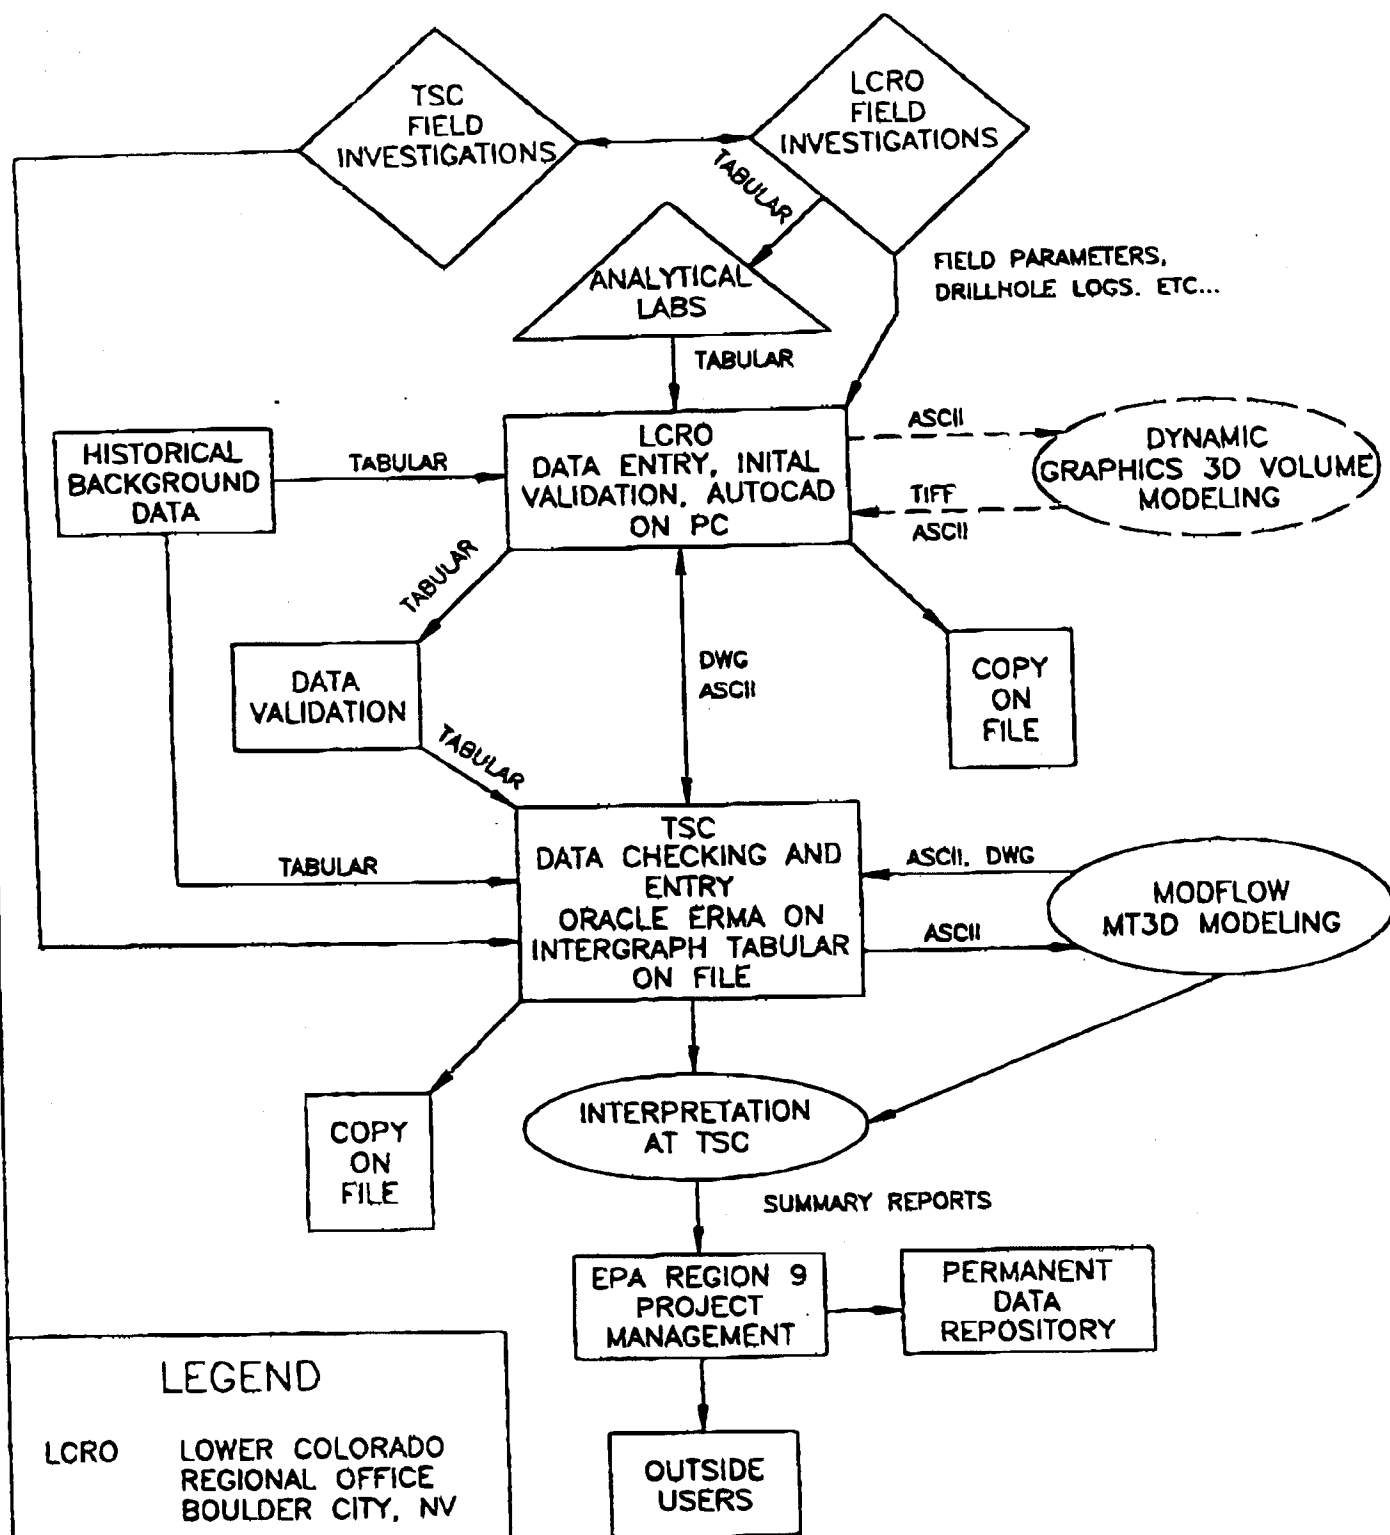 TSC
FIELD
INVESTIGATIONS
LCRO
FIELD
INVESTIGATIONS
TABULAR
ANALYTICAL
LABS
FIELD PARAMETERS,
DRILLHOLE LOGS. ETC...
TABULAR
HISTORICAL
BACKGROUND
DATA
TABULAR
LCRO
DATA ENTRY, INITAL
VALIDATION, AUTOCAD
ON PC
ASCII
TIFF
ASCII
DYNAMIC
GRAPHICS 3D VOLUME
MODELING
TABULAR
DATA
VALIDATION
TABULAR
DWG
ASCII
COPY
ON
FILE
TABULAR
TSC
DATA CHECKING AND
ENTRY
ORACLE ERMA ON
INTERGRAPH TABULAR
ON FILE
ASCII, DWG
ASCII
MODFLOW
MT3D MODELING
COPY
ON
FILE
INTERPRETATION
AT TSC
SUMMARY REPORTS
EPA REGION 9
PROJECT
MANAGEMENT
PERMANENT
DATA
REPOSITORY
OUTSIDE
USERS
LEGEND
LCRO LOWER COLORADO
REGIONAL OFFICE
BOULDER CITY, NV